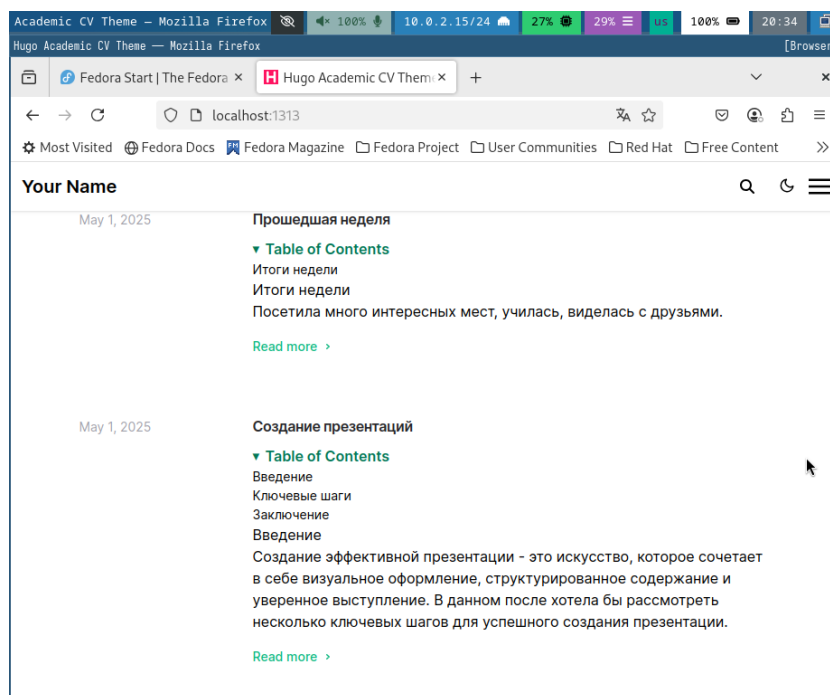 Academic CV Theme — Mozilla Firefox 100% 10.0.2.15/24 27% 29% us 100% 20:34
Hugo Academic CV Theme — Mozilla Firefox [Browser
Fedora Start | The Fedora × Hugo Academic CV Them × +
localhost:1313
Most Visited Fedora Docs Fedora Magazine Fedora Project User Communities Red Hat Free Content
Your Name
May 1, 2025 Прошедшая неделя
Table of Contents
Итоги недели
Итоги недели
Посетила много интересных мест, училась, виделась с друзьями.
Read more
May 1, 2025 Создание презентаций
Table of Contents
Введение
Ключевые шаги
Заключение
Введение
Создание эффективной презентации - это искусство, которое сочетает
в себе визуальное оформление, структурированное содержание и
уверенное выступление. В данном после хотела бы рассмотреть
несколько ключевых шагов для успешного создания презентации.
Read more